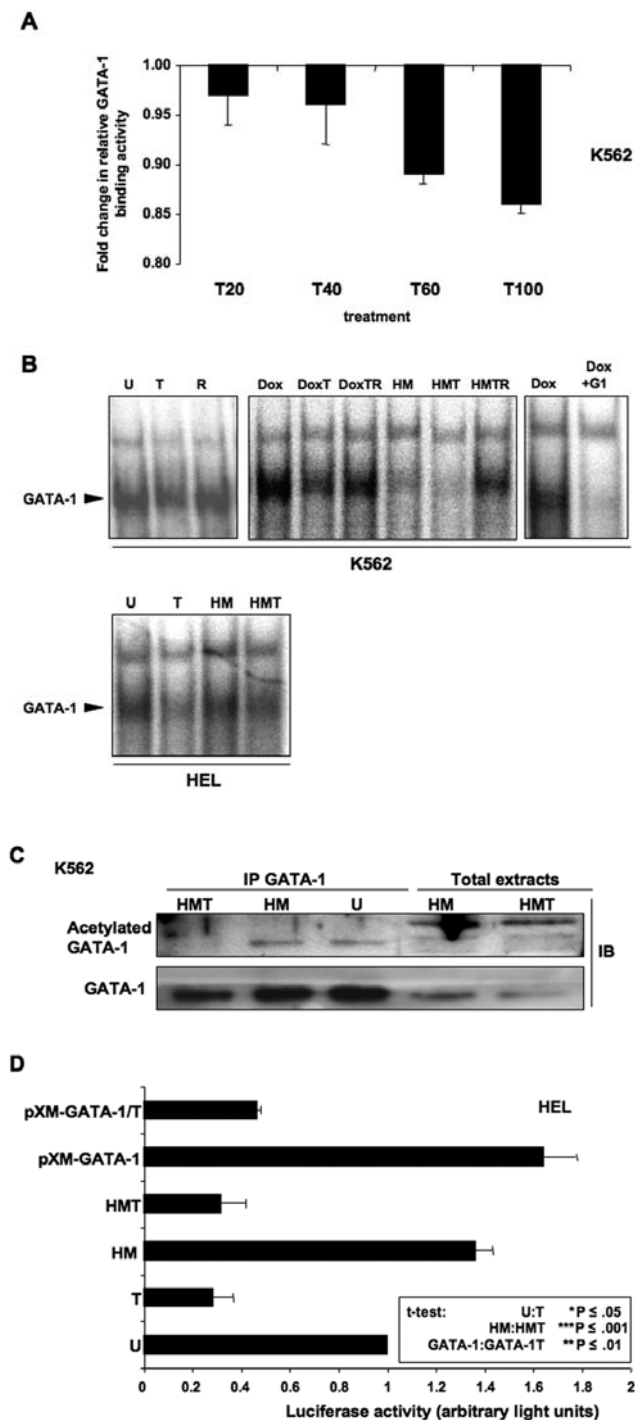 A
1.00
0.95
0.90
0.85
0.80
Fold change in relative GATA-1
binding activity
K562
T20 T40 T60 T100
treatment
B
U T R Dox DoxT DoxTR HM HMT HMTR Dox Dox
+G1
GATA-1
K562
U T HM HMT
GATA-1
HEL
C
K562
IP GATA-1 Total extracts
HMT HM U HM HMT
Acetylated
GATA-1
GATA-1
IB
D
HEL
pXM-GATA-1/T
pXM-GATA-1
HMT
HM
T
U
t-test: U:T *P ≤ .05
HM:HMT ***P ≤ .001
GATA-1:GATA-1T **P ≤ .01
0 0.2 0.4 0.6 0.8 1 1.2 1.4 1.6 1.8 2
Luciferase activity (arbitrary light units)